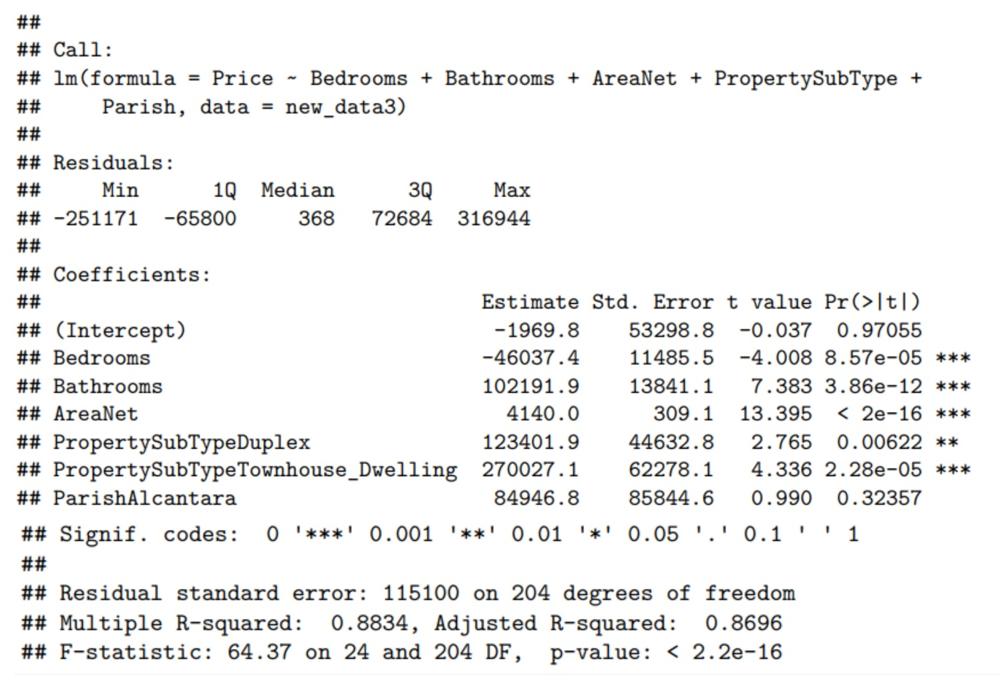 ##
## Call:
## lm(formula = Price ~ Bedrooms + Bathrooms + AreaNet + PropertySubType +
##     Parish, data = new_data3)
##
## Residuals:
##     Min      1Q  Median      3Q     Max
## -251171  -65800     368   72684  316944
##
## Coefficients:
##                                   Estimate Std. Error t value Pr(>|t|)
## (Intercept)                        -1969.8    53298.8  -0.037  0.97055
## Bedrooms                          -46037.4    11485.5  -4.008 8.57e-05 ***
## Bathrooms                         102191.9    13841.1   7.383 3.86e-12 ***
## AreaNet                             4140.0      309.1  13.395  < 2e-16 ***
## PropertySubTypeDuplex             123401.9    44632.8   2.765  0.00622 **
## PropertySubTypeTownhouse_Dwelling 270027.1    62278.1   4.336 2.28e-05 ***
## ParishAlcantara                    84946.8    85844.6   0.990  0.32357
## Signif. codes:  0 '***' 0.001 '**' 0.01 '*' 0.05 '.' 0.1 ' ' 1
##
## Residual standard error: 115100 on 204 degrees of freedom
## Multiple R-squared:  0.8834, Adjusted R-squared:  0.8696
## F-statistic: 64.37 on 24 and 204 DF,  p-value: < 2.2e-16